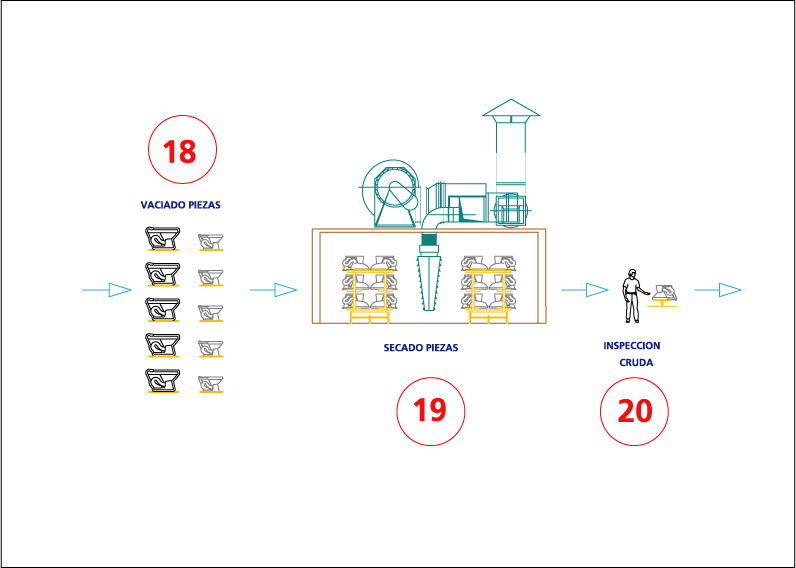 18
VACIADO PIEZAS
SECADO PIEZAS
19
INSPECCION
CRUDA
20